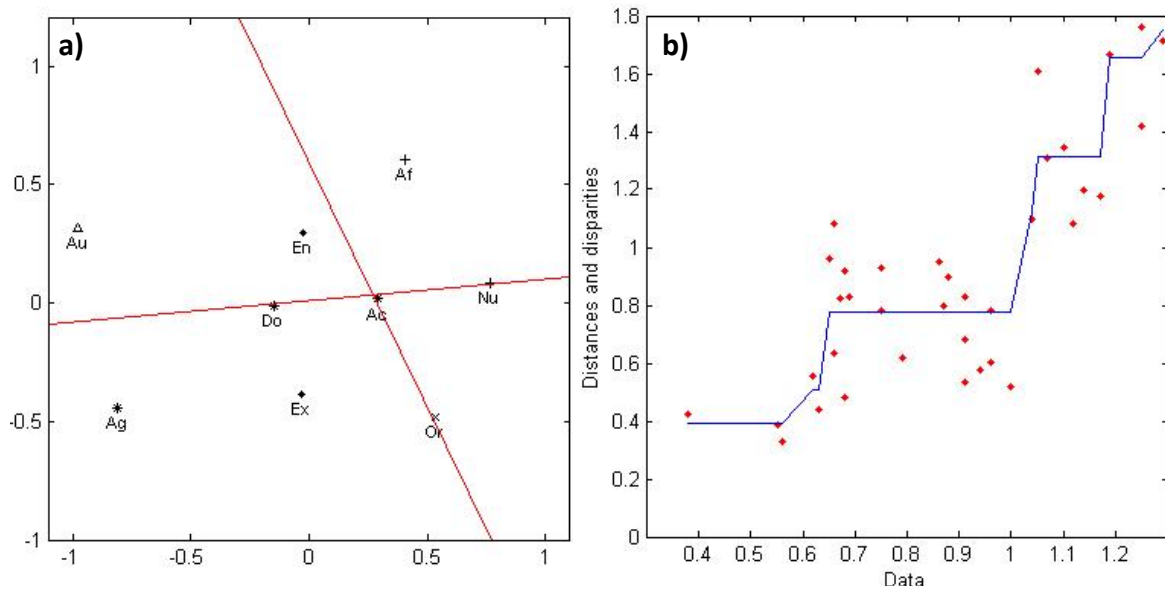 a)
1
0.5
0
-0.5
-1
-1 -0.5 0 0.5 1
Af
Au
En
Nu
Ac
Do
Ex
Ag
Or
b)
Distances and disparities
1.8
1.6
1.4
1.2
1
0.8
0.6
0.4
0.2
0
0.4 0.5 0.6 0.7 0.8 0.9 1 1.1 1.2
Data